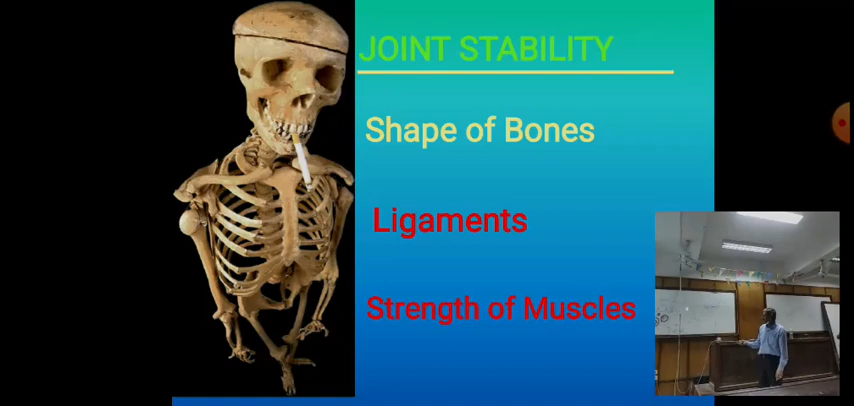 JOINT STABILITY
Shape of Bones
Ligaments
Strength of Muscles